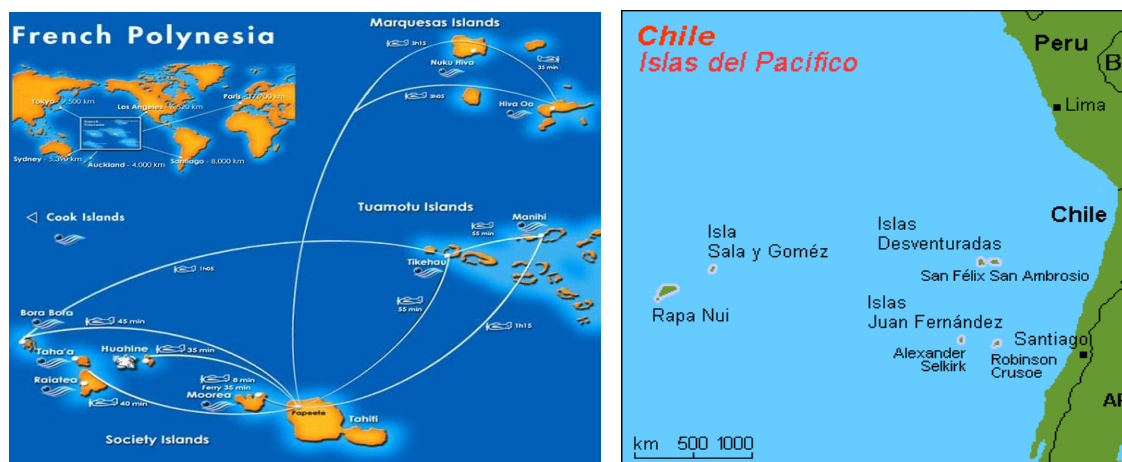 French Polynesia
Marquesas Islands
3h15
Nuku Hiva
35 min
3h05
Hiva Oa
Los Angeles
Sydney
Auckland - 4,000 km
Santiago - 8,000 km
Cook Islands
Tuamotu Islands
Manihi
55 min
Tikehau
1h05
55 min
1h15
Bora Bora
45 min
Taha'a
Huahine
35 min
Raiatea
8 min
Ferry 35 min
Moorea
40 min
Papeete
Tahiti
Society Islands
Chile
Islas del Pacífico
Peru
B
Lima
Chile
Isla
Sala y Goméz
Rapa Nui
Islas
Desventuradas
San Félix San Ambrosio
Islas
Juan Fernández
Santiago
Alexander
Selkirk
Robinson
Crusoe
km 500 1000